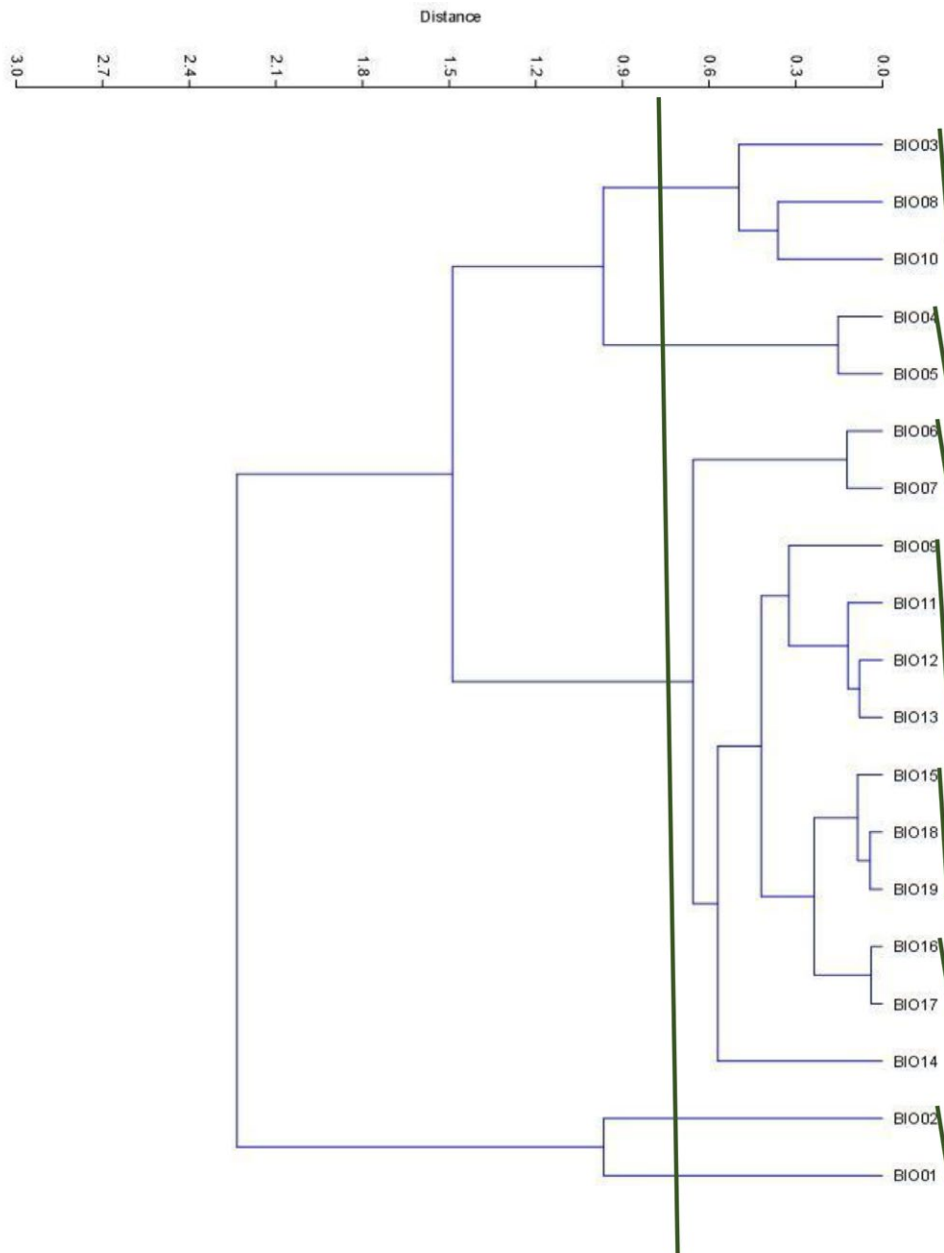 Distance
3.0 2.7 2.4 2.1 1.8 1.5 1.2 0.9 0.6 0.3 0.0
BIO03
BIO08
BIO10
BIO04
BIO05
BIO06
BIO07
BIO09
BIO11
BIO12
BIO13
BIO15
BIO18
BIO19
BIO16
BIO17
BIO14
BIO02
BIO01